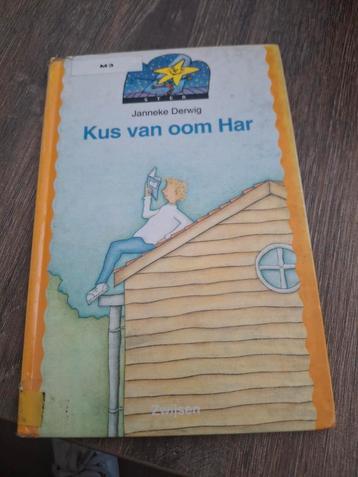 M3
STER
Janneke Derwig
Kus van oom Har
Zwijsen